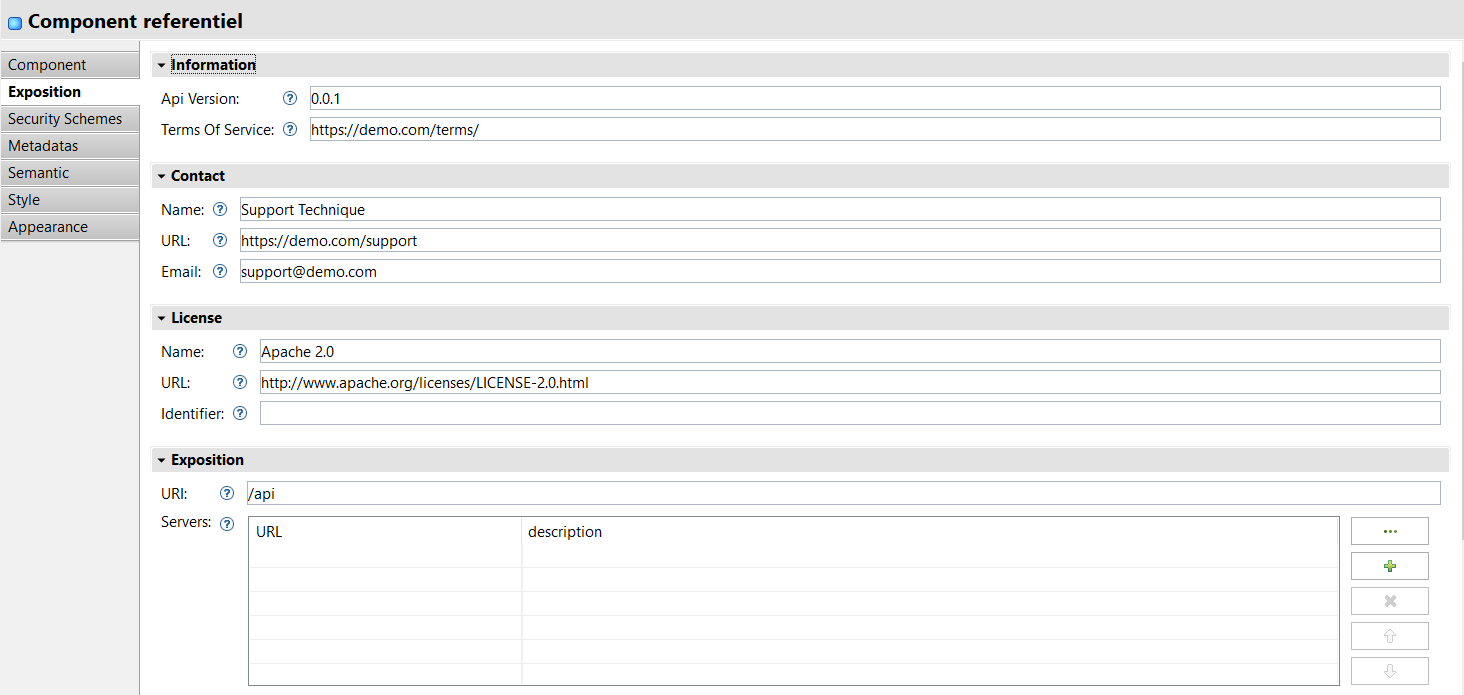 Component referentiel
Component
Exposition
Security Schemes
Metadatas
Semantic
Style
Appearance
Information
Api Version: 0.0.1
Terms Of Service: https://demo.com/terms/
Contact
Name: Support Technique
URL: https://demo.com/support
Email: support@demo.com
License
Name: Apache 2.0
URL: http://www.apache.org/licenses/LICENSE-2.0.html
Identifier:
Exposition
URI: /api
Servers:
URL description